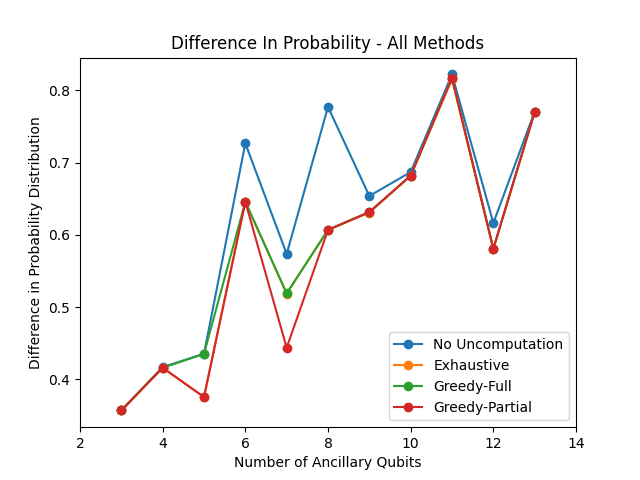 Difference In Probability - All Methods
Difference in Probability Distribution
0.8
0.7
0.6
0.5
0.4
No Uncomputation
Exhaustive
Greedy-Full
Greedy-Partial
2 4 6 8 10 12 14
Number of Ancillary Qubits